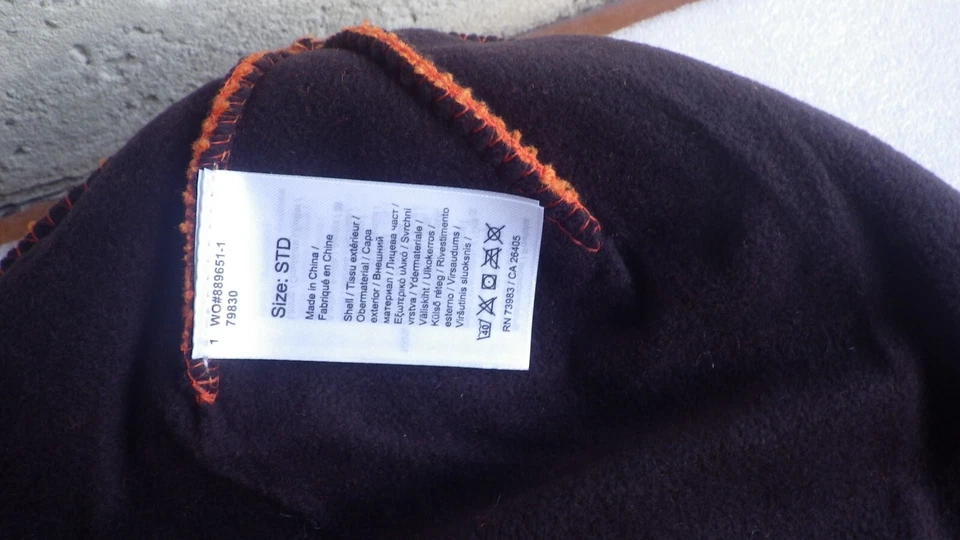 1 WO#889651-1
79830
Size: STD
Made in China /
Fabriqué en Chine
Shell / Tissu extérieur /
Obermaterial / Capa
exterior / Внешний
материал / Лицева част /
Εξωτερικό υλικό / Svrchní
vrstva / Ydermateriale /
Väliskiht / Ulkokerros /
Külső réteg / Rivestimento
esterno / Virsaudums /
Viršutinis sluoksnis /
40
RN 73983 / CA 26405